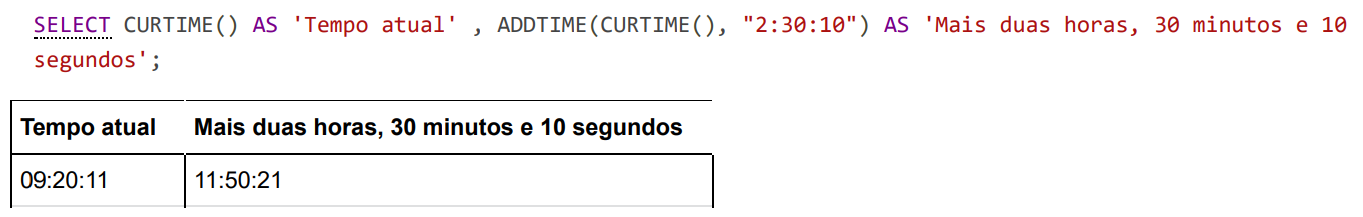 SELECT CURTIME() AS 'Tempo atual' , ADDTIME(CURTIME(), "2:30:10") AS 'Mais duas horas, 30 minutos e 10
segundos';
Tempo atual Mais duas horas, 30 minutos e 10 segundos
09:20:11 11:50:21